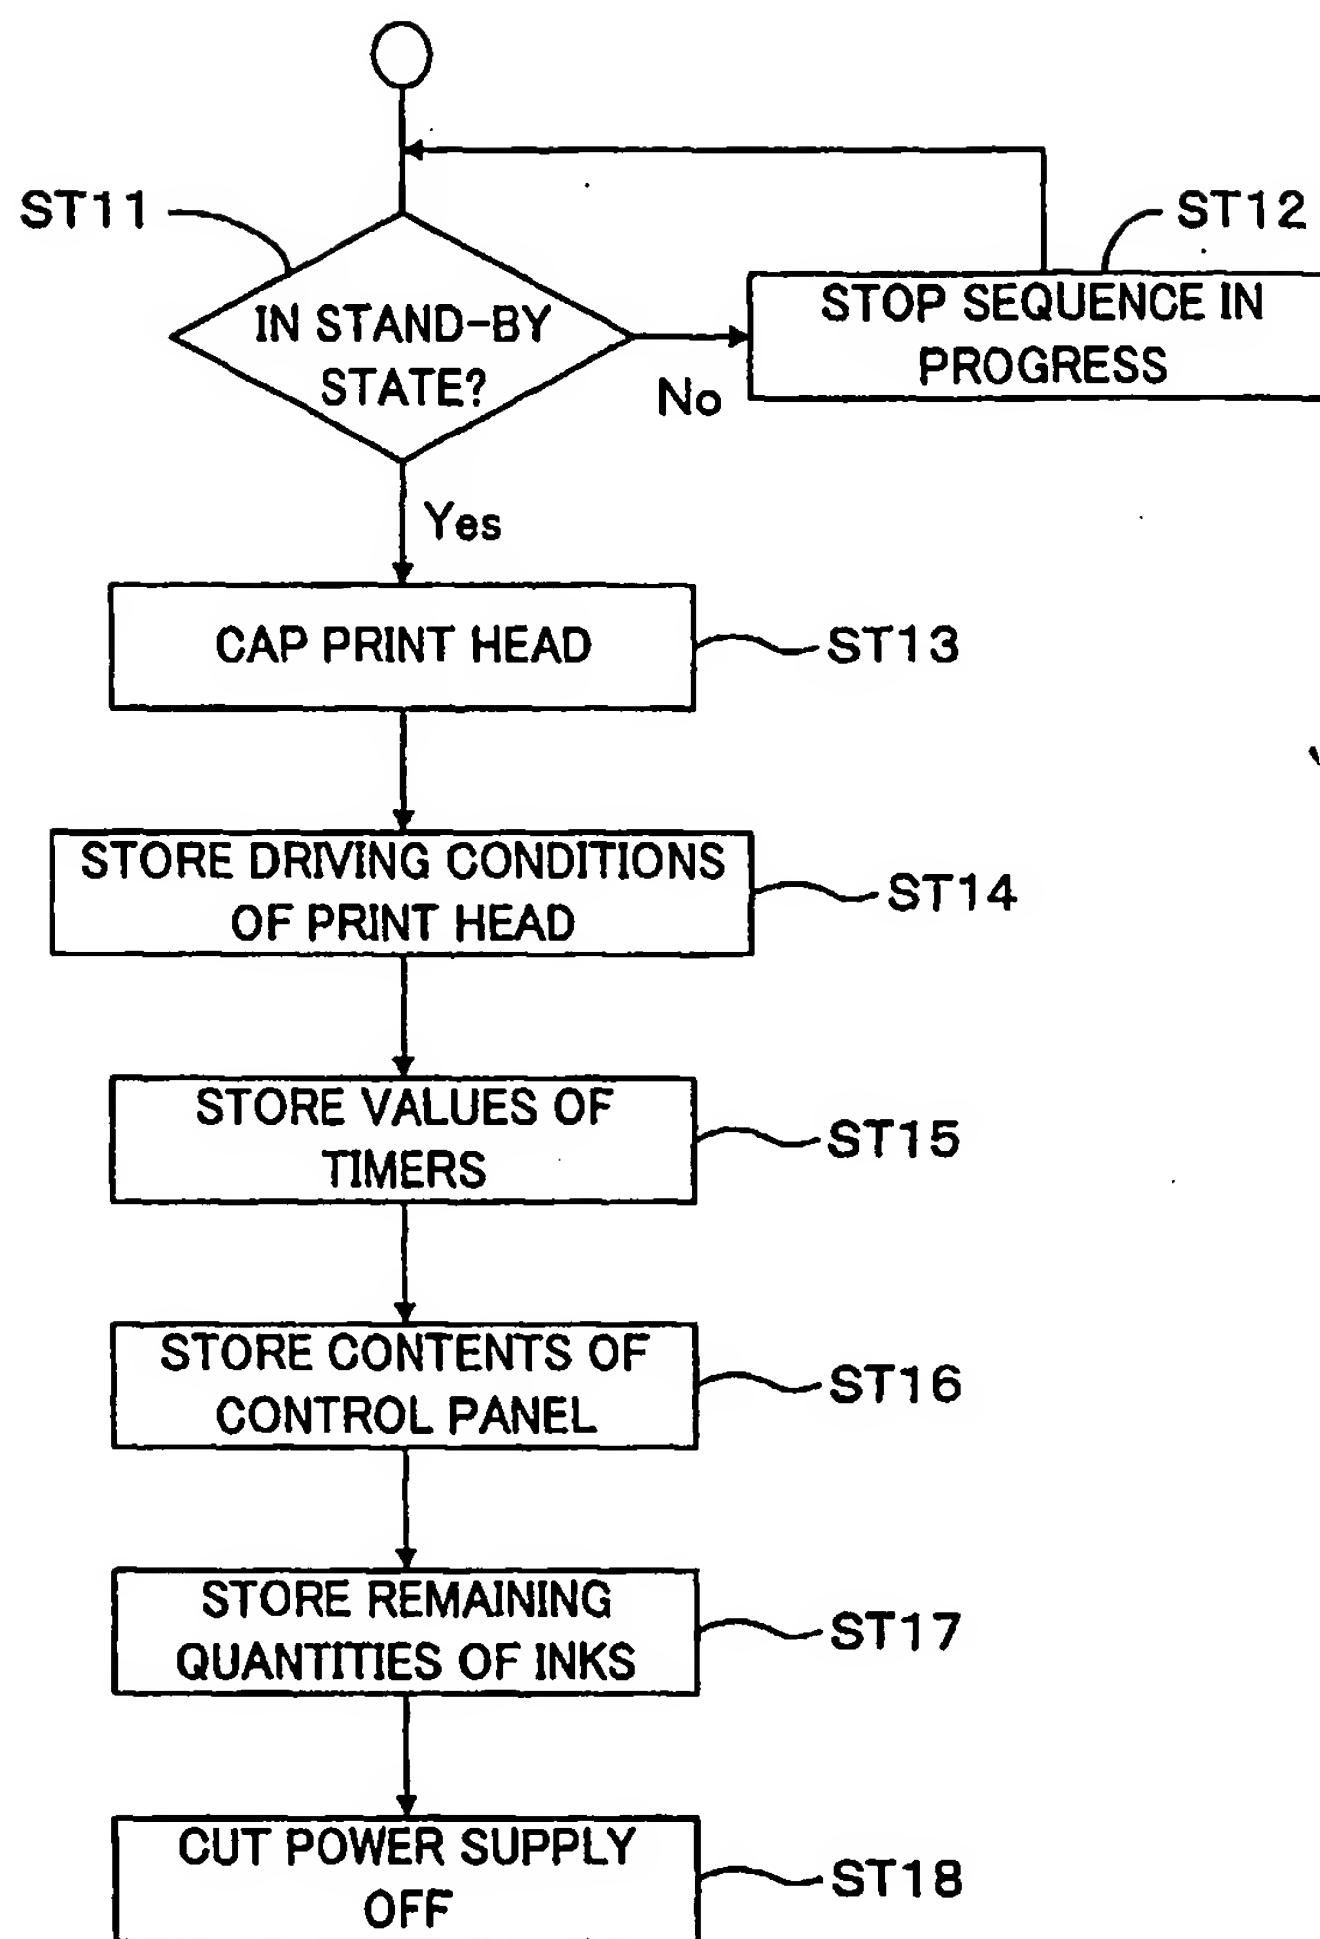 ST11
IN STAND-BY
STATE?
No
ST12
STOP SEQUENCE IN
PROGRESS
Yes
CAP PRINT HEAD
ST13
STORE DRIVING CONDITIONS
OF PRINT HEAD
ST14
STORE VALUES OF
TIMERS
ST15
STORE CONTENTS OF
CONTROL PANEL
ST16
STORE REMAINING
QUANTITIES OF INKS
ST17
CUT POWER SUPPLY
OFF
ST18